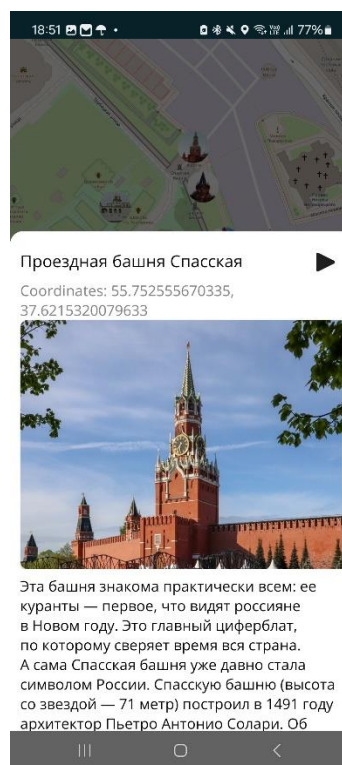 18:51
77%
Проездная башня Спасская
Coordinates: 55.752555670335,
37.6215320079633
Эта башня знакома практически всем: ее
куранты — первое, что видят россияне
в Новом году. Это главный циферблат,
по которому сверяет время вся страна.
А сама Спасская башня уже давно стала
символом России. Спасскую башню (высота
со звездой — 71 метр) построил в 1491 году
архитектор Пьетро Антонио Солари. Об